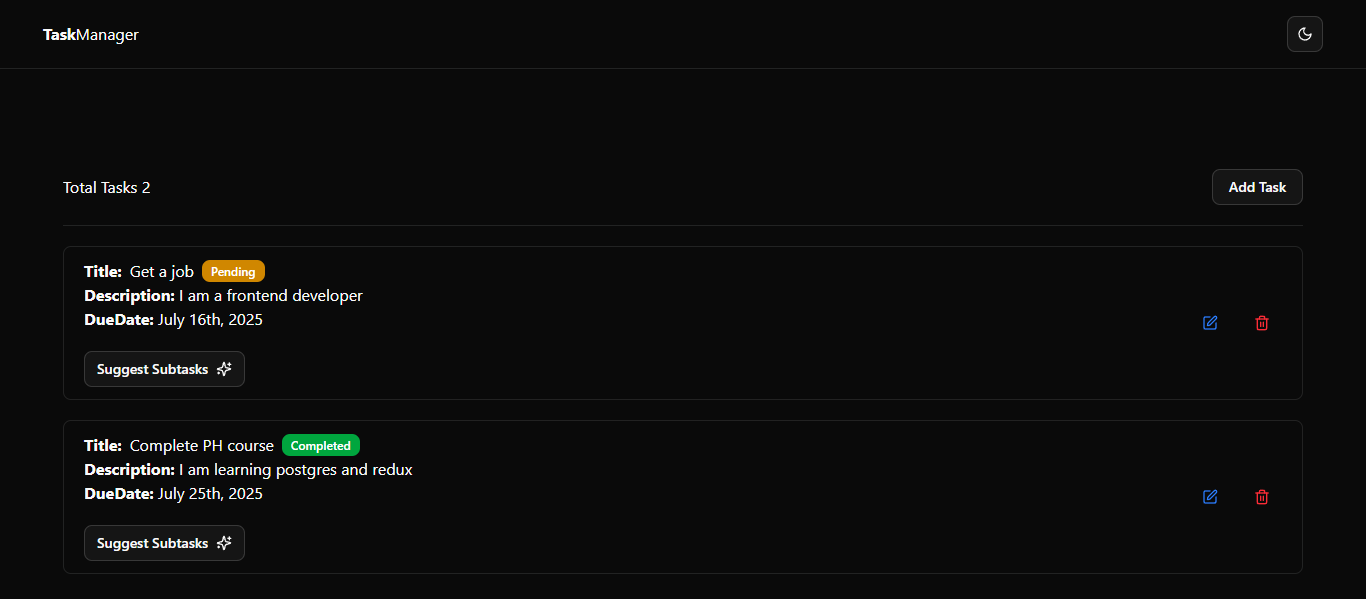 TaskManager
Total Tasks 2
Add Task
Title: Get a job Pending
Description: I am a frontend developer
DueDate: July 16th, 2025
Suggest Subtasks
Title: Complete PH course Completed
Description: I am learning postgres and redux
DueDate: July 25th, 2025
Suggest Subtasks